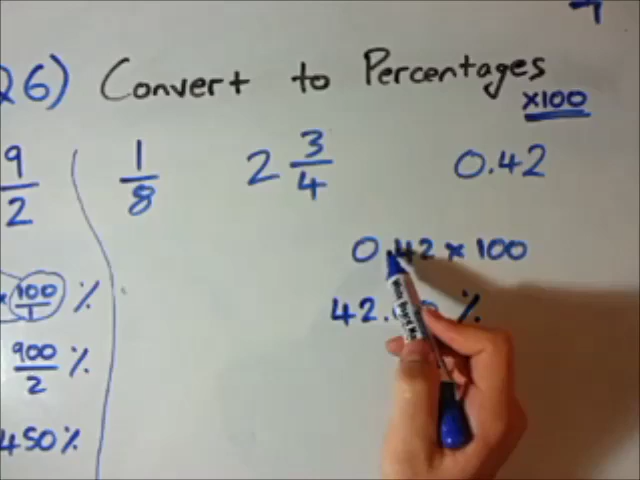 Q26) Convert to Percentages
×100
9/2
1/8
2 3/4
0.42
× 100/1 %
900/2 %
450%
0.42 × 100
42. %